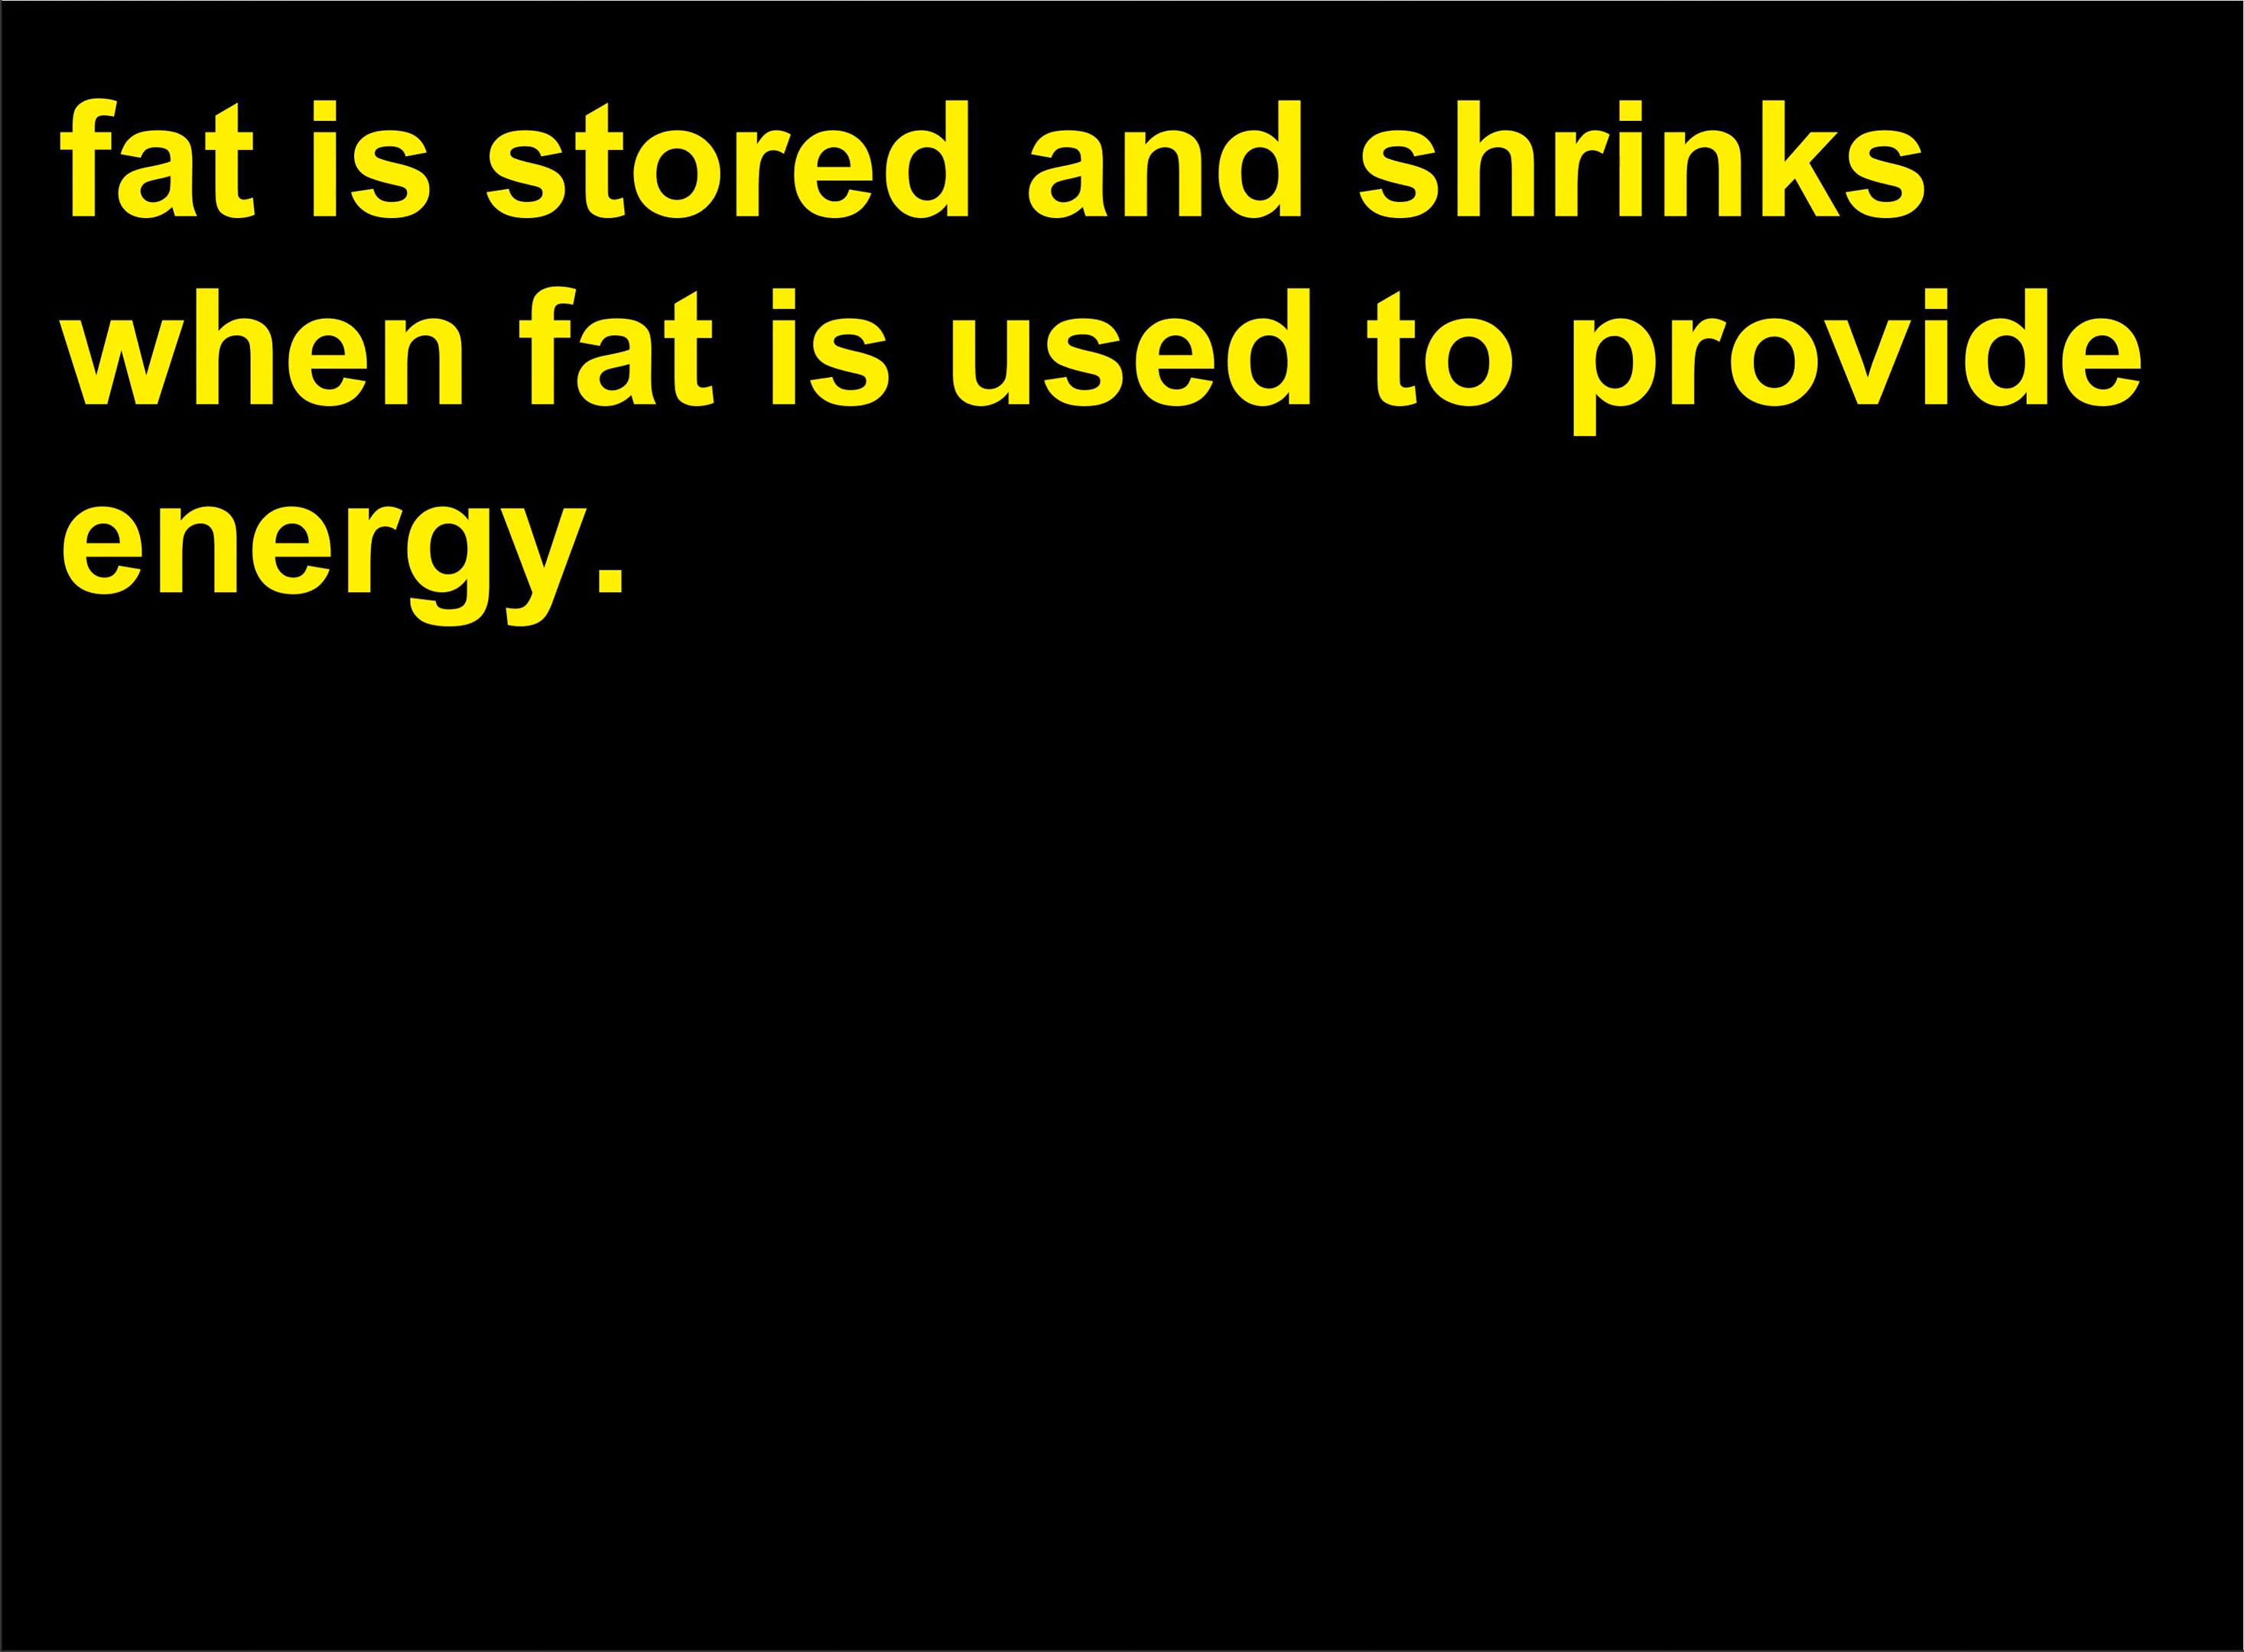 fat is stored and shrinks
when fat is used to provide
energy.